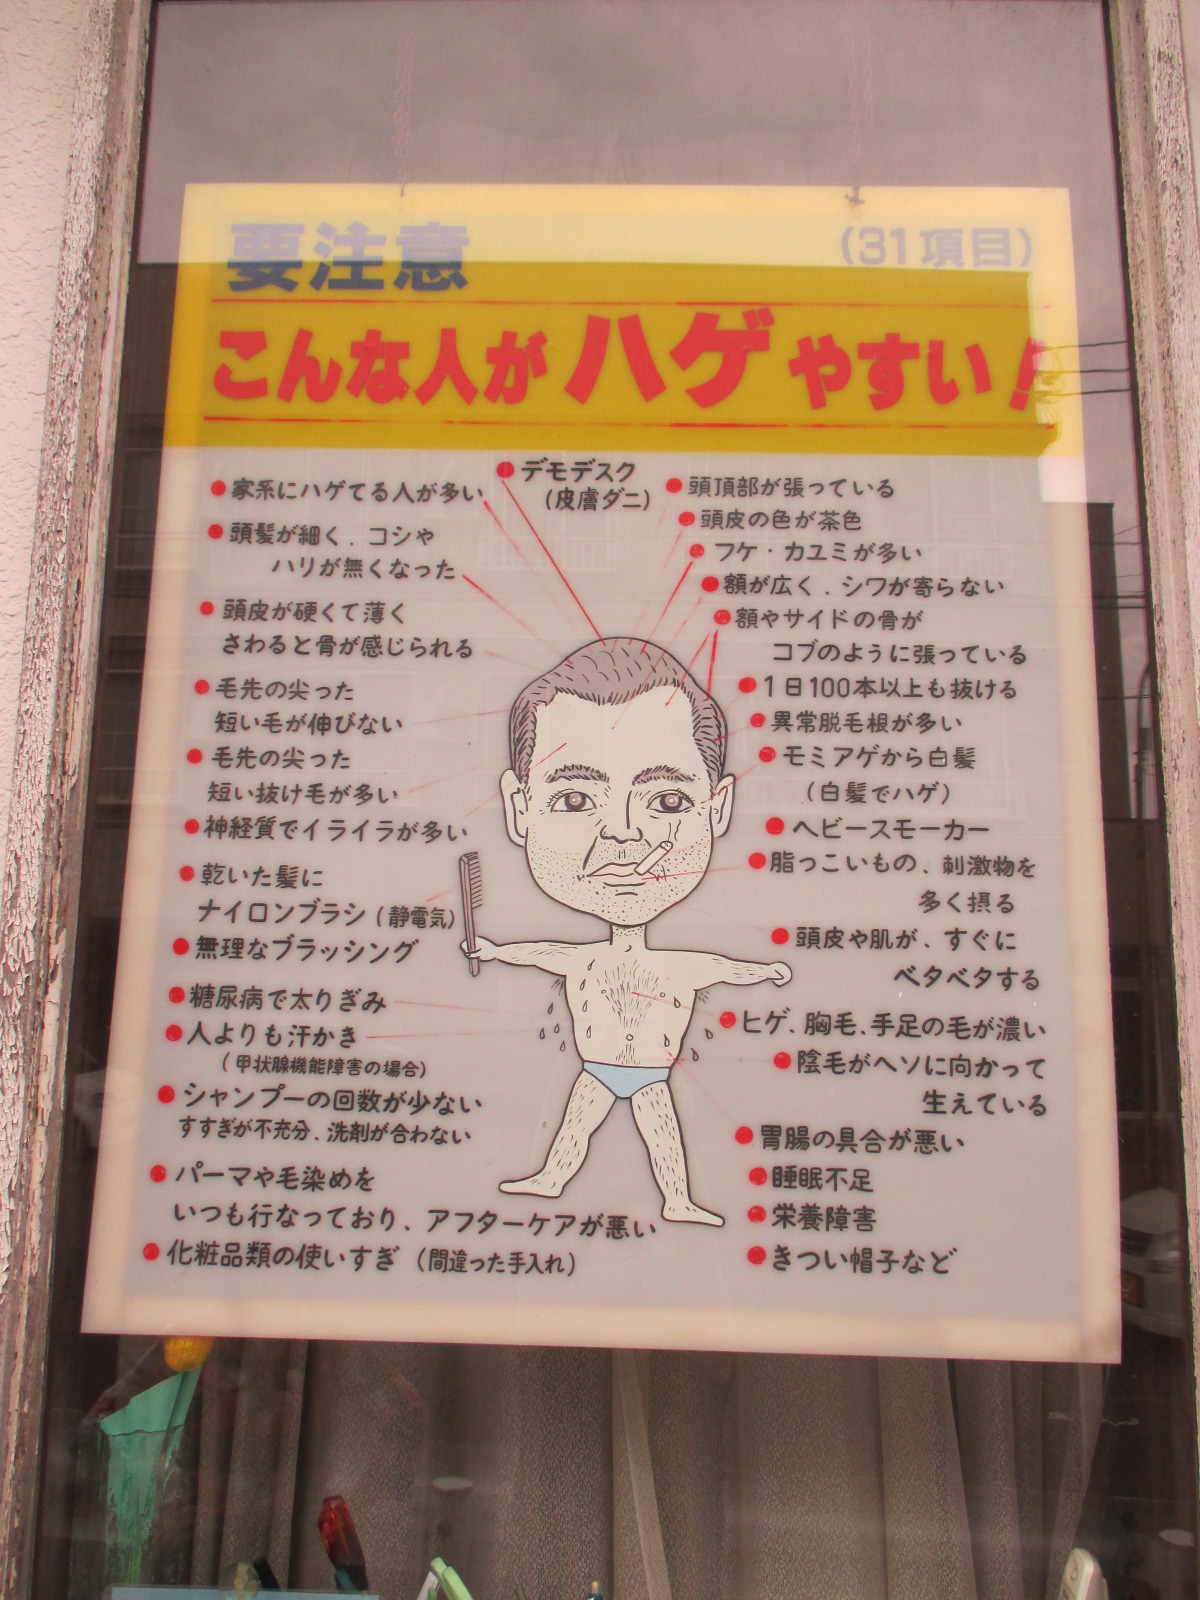 要注意
(31項目)
こんな人がハゲやすい!
デモデスク
(皮膚ダニ)
家系にハゲてる人が多い
頭髪が細く、コシや
ハリが無くなった
頭皮が硬くて薄く
さわると骨が感じられる
毛先の尖った
短い毛が伸びない
毛先の尖った
短い抜け毛が多い
神経質でイライラが多い
乾いた髪に
ナイロンブラシ(静電気)
無理なブラッシング
糖尿病で太りぎみ
人よりも汗かき
(甲状腺機能障害の場合)
シャンプーの回数が少ない
すすぎが不充分、洗剤が合わない
パーマや毛染めを
いつも行なっており、アフターケアが悪い
化粧品類の使いすぎ(間違った手入れ)
頭頂部が張っている
頭皮の色が茶色
フケ・カユミが多い
額が広く、シワが寄らない
額やサイドの骨が
コブのように張っている
1日100本以上も抜ける
異常脱毛根が多い
モミアゲから白髪
(白髪でハゲ)
ヘビースモーカー
脂っこいもの、刺激物を
多く摂る
頭皮や肌が、すぐに
ベタベタする
ヒゲ、胸毛、手足の毛が濃い
陰毛がヘソに向かって
生えている
胃腸の具合が悪い
睡眠不足
栄養障害
きつい帽子など